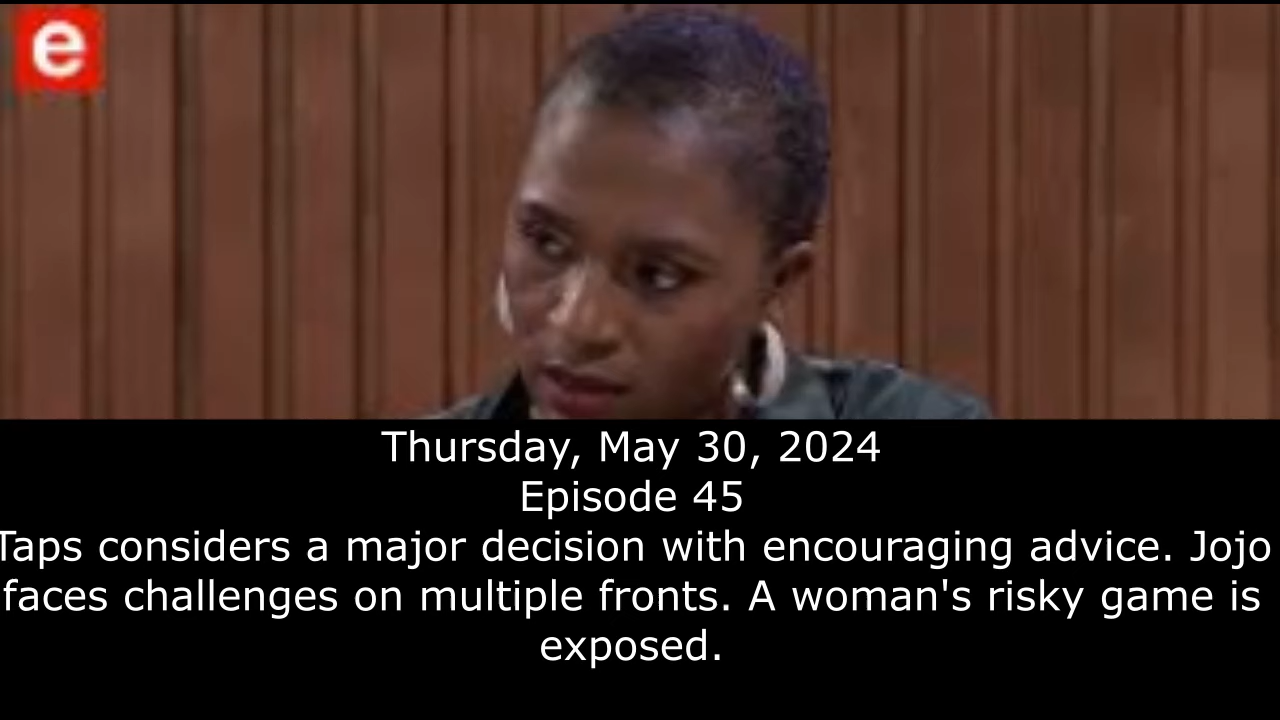 e
Thursday, May 30, 2024
Episode 45
Taps considers a major decision with encouraging advice. Jojo
faces challenges on multiple fronts. A woman's risky game is
exposed.